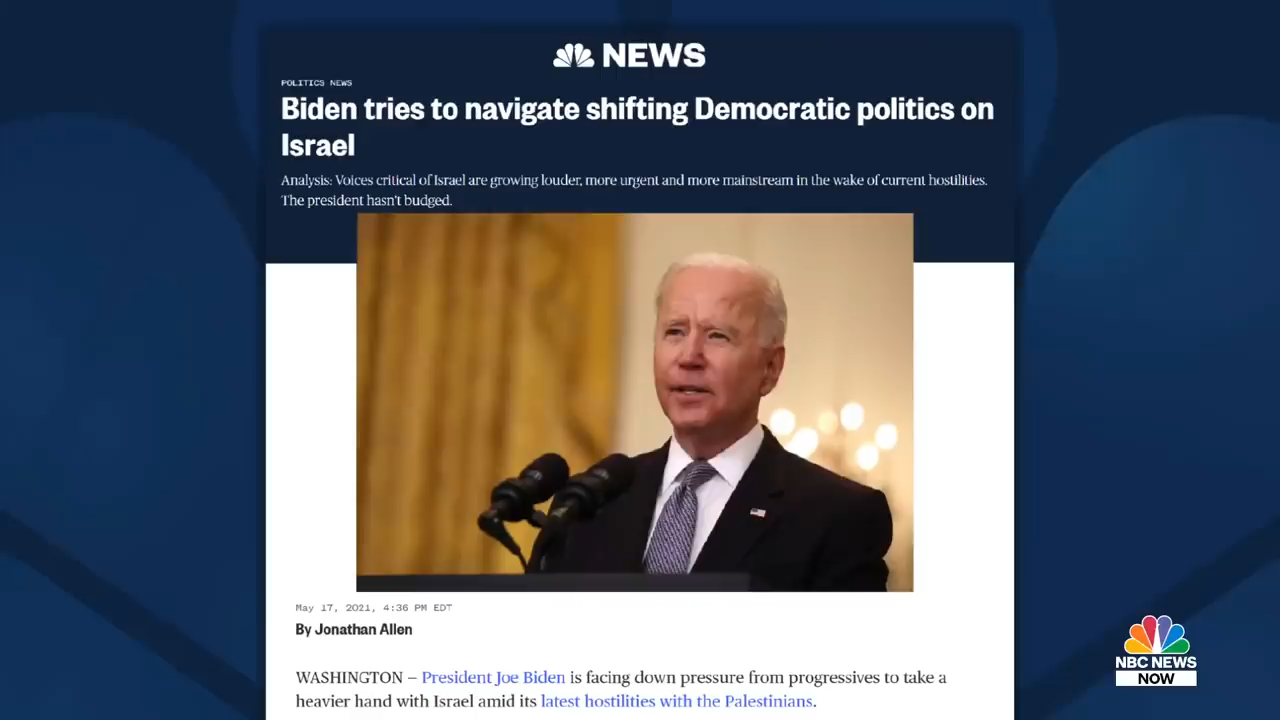 NEWS
POLITICS NEWS
Biden tries to navigate shifting Democratic politics on
Israel
Analysis: Voices critical of Israel are growing louder, more urgent and more mainstream in the wake of current hostilities.
The president hasn't budged.
May 17, 2021, 4:36 PM EDT
By Jonathan Allen
WASHINGTON — President Joe Biden is facing down pressure from progressives to take a
heavier hand with Israel amid its latest hostilities with the Palestinians.
NBC NEWS
NOW